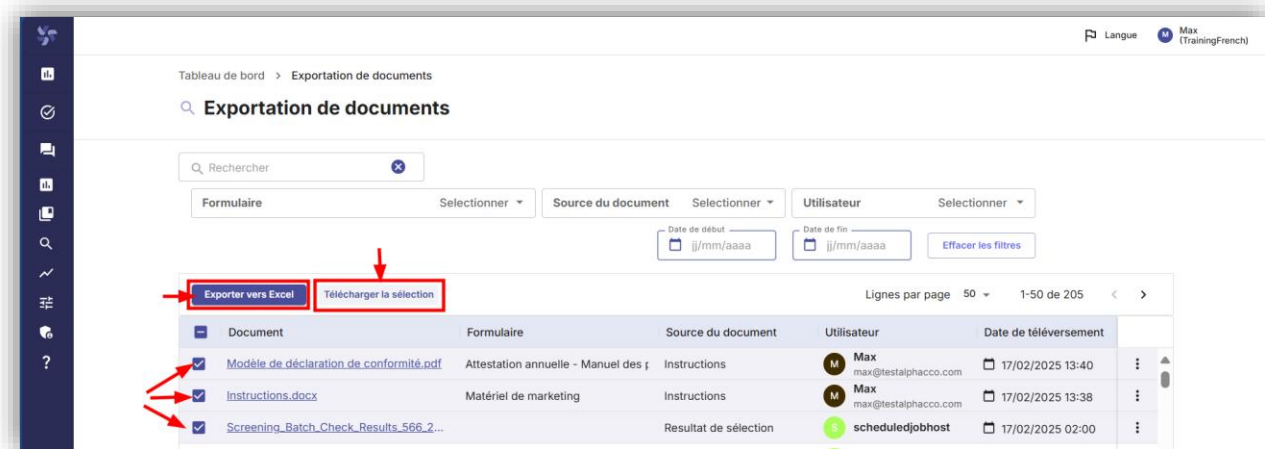 Langue
M Max
(TrainingFrench)
Tableau de bord > Exportation de documents
Exportation de documents
Rechercher
Formulaire Selectionner Source du document Selectionner Utilisateur Selectionner
Date de début Date de fin
jj/mm/aaaa jj/mm/aaaa Effacer les filtres
Exporter vers Excel Télécharger la sélection Lignes par page 50 1-50 de 205
Document Formulaire Source du document Utilisateur Date de téléversement
Modèle de déclaration de conformité.pdf Attestation annuelle - Manuel des Instructions M Max 17/02/2025 13:40
max@testalphacco.com
Instructions.docx Matériel de marketing Instructions M Max 17/02/2025 13:38
max@testalphacco.com
Screening_Batch_Check_Results_566_2... Resultat de sélection S scheduledjobhost 17/02/2025 02:00
?